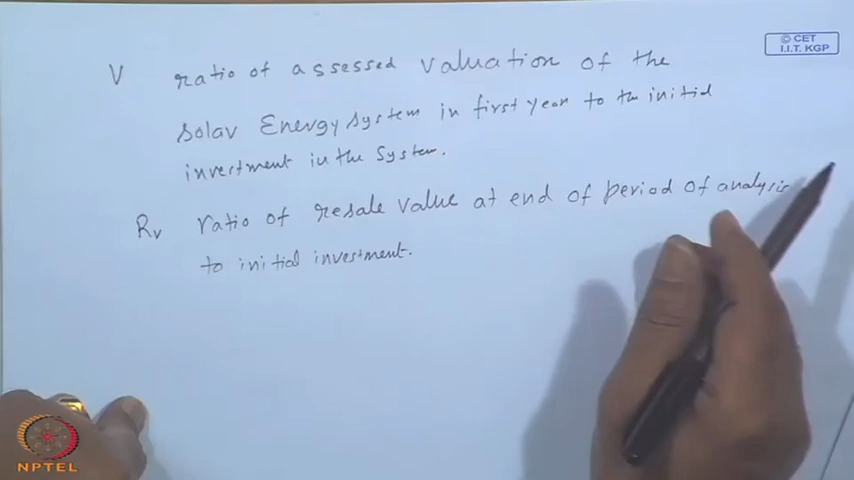 © CET
I.I.T. KGP
V ratio of assessed valuation of the
Solar Energy system in first year to the initial
investment in the System.
Rv ratio of resale value at end of period of analysis
to initial investment.
NPTEL